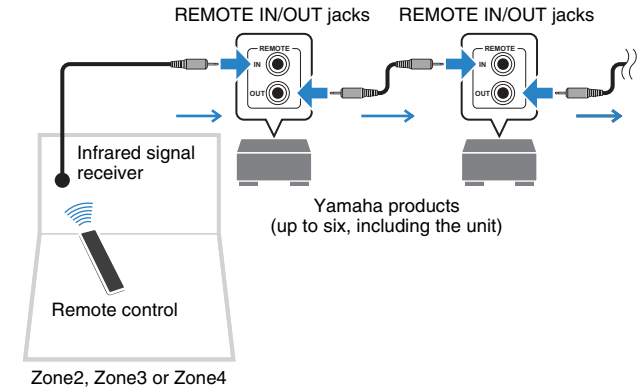 REMOTE IN/OUT jacks
REMOTE IN/OUT jacks
REMOTE
IN
OUT
REMOTE
IN
OUT
Infrared signal
receiver
Remote control
Yamaha products
(up to six, including the unit)
Zone2, Zone3 or Zone4